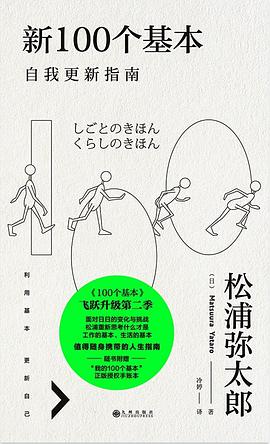 新100个基本
自我更新指南
しごとのきほん
くらしのきほん
《100个基本》
飞跃升级第二季
面对日日的变化与挑战
松浦重新思考什么才是
工作的基本、生活的基本
值得随身携带的人生指南
随书附赠
“我的100个基本”
正版授权手账本
利用基本 更新自己
（日）Matsuura Yataro
松浦弥太郎
冷婷 译
著
九州出版社
JIUZHOUPRESS